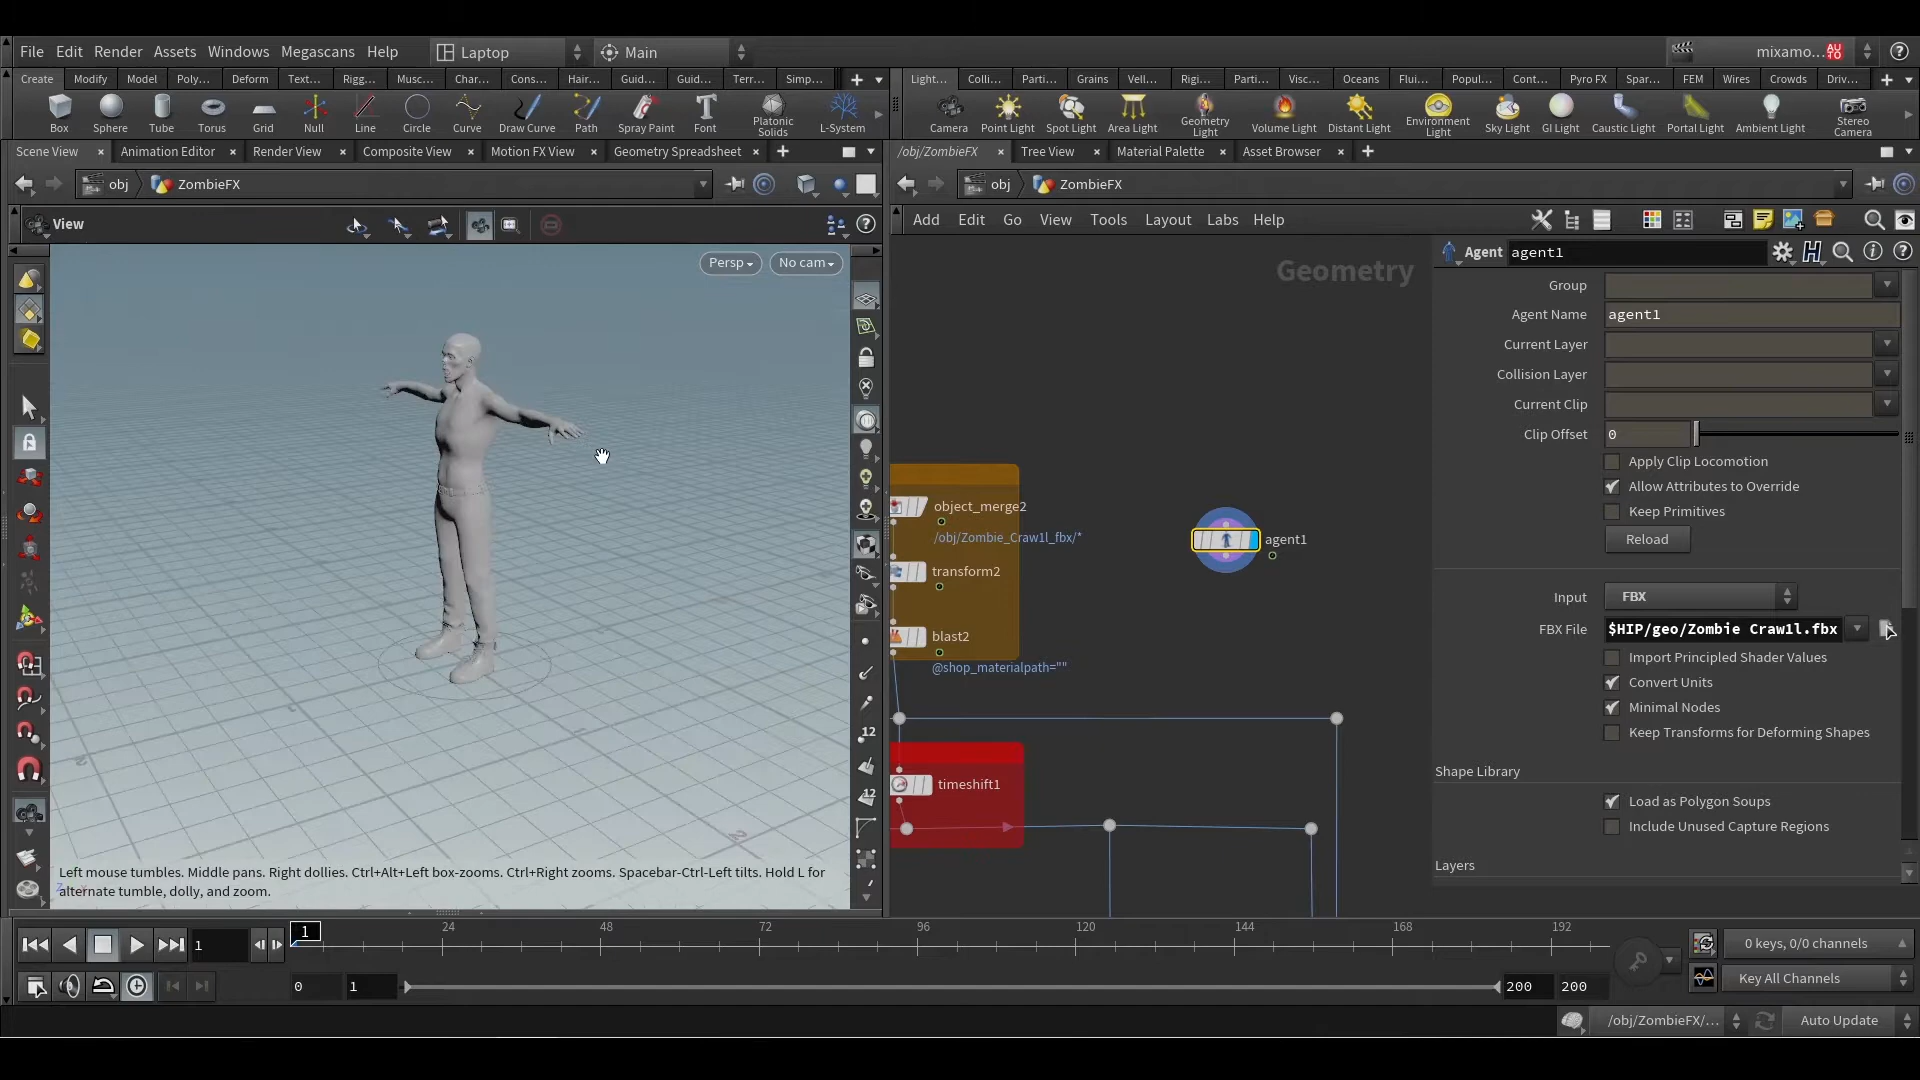 File Edit Render Assets Windows Megascans Help Laptop Main mixamo... AUTO
Create Modify Model Poly... Deform Text... Rigg... Musc... Char... Cons... Hair... Guid... Guid... Terr... Simp...
Light... Colli... Parti... Grains Vell... Rigi... Parti... Visc... Oceans Flui... Popul... Cont... Pyro FX Spar... FEM Wires Crowds Driv...
Box Sphere Tube Torus Grid Null Line Circle Curve Draw Curve Path Spray Paint Font Platonic Solids L-System
Camera Point Light Spot Light Area Light Geometry Light Volume Light Distant Light Environment Light Sky Light GI Light Caustic Light Portal Light Ambient Light Stereo Camera
Scene View Animation Editor Render View Composite View Motion FX View Geometry Spreadsheet
/obj/ZombieFX Tree View Material Palette Asset Browser
obj ZombieFX
obj ZombieFX
View
Add Edit Go View Tools Layout Labs Help
Persp No cam
Geometry
Agent agent1
Group
Agent Name agent1
Current Layer
Collision Layer
Current Clip
Clip Offset 0
Apply Clip Locomotion
Allow Attributes to Override
Keep Primitives
Reload
Input FBX
FBX File $HIP/geo/Zombie Craw1l.fbx
Import Principled Shader Values
Convert Units
Minimal Nodes
Keep Transforms for Deforming Shapes
Shape Library
Load as Polygon Soups
Include Unused Capture Regions
Layers
object_merge2
/obj/Zombie_Craw1l_fbx/*
transform2
blast2
@shop_materialpath=""
timeshift1
agent1
12
12
Left mouse tumbles. Middle pans. Right dollies. Ctrl+Alt+Left box-zooms. Ctrl+Right zooms. Spacebar-Ctrl-Left tilts. Hold L for
alternate tumble, dolly, and zoom.
1 1 24 48 72 96 120 144 168 192
0 keys, 0/0 channels
0 1 200 200
Key All Channels
/obj/ZombieFX/... Auto Update